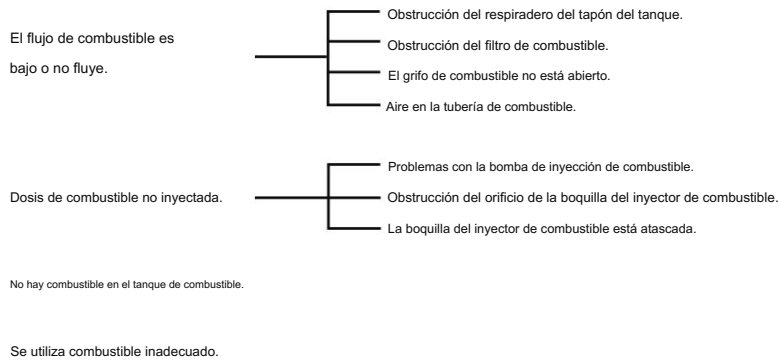 El flujo de combustible es
bajo o no fluye.
Obstrucción del respiradero del tapón del tanque.
Obstrucción del filtro de combustible.
El grifo de combustible no está abierto.
Aire en la tubería de combustible.
Dosis de combustible no inyectada.
Problemas con la bomba de inyección de combustible.
Obstrucción del orificio de la boquilla del inyector de combustible.
La boquilla del inyector de combustible está atascada.
No hay combustible en el tanque de combustible.
Se utiliza combustible inadecuado.